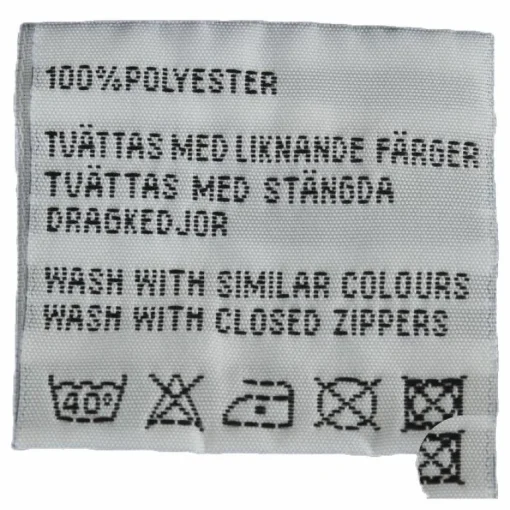 100%POLYESTER
TVÄTTAS MED LIKNANDE FÄRGER
TVÄTTAS MED STÄNGDA
DRAGKEDJOR
WASH WITH SIMILAR COLOURS
WASH WITH CLOSED ZIPPERS
40°